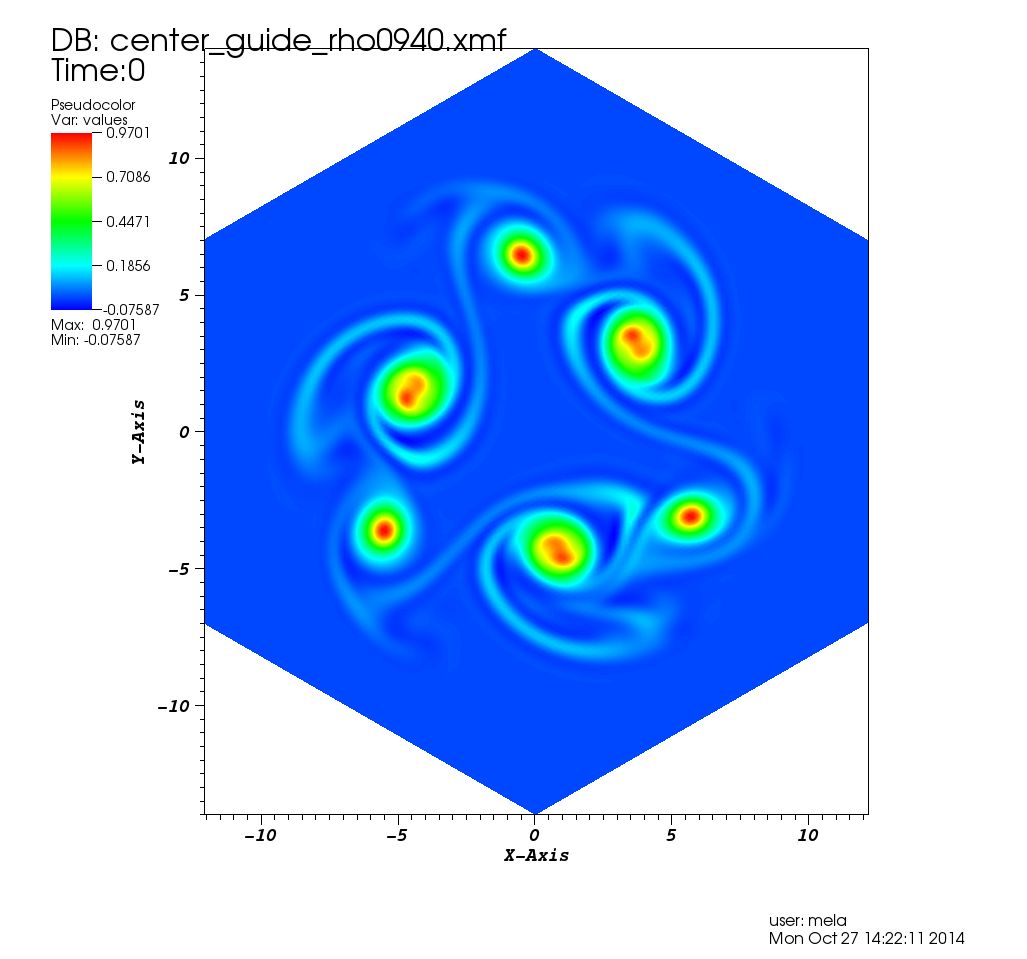 DB: center_guide_rho0940.xmf
Time:0
Pseudocolor
Var: values
0.9701
0.7086
0.4471
0.1856
-0.07587
Max: 0.9701
Min: -0.07587
10
5
0
-5
-10
Y-Axis
-10
-5
0
5
10
X-Axis
user: mela
Mon Oct 27 14:22:11 2014